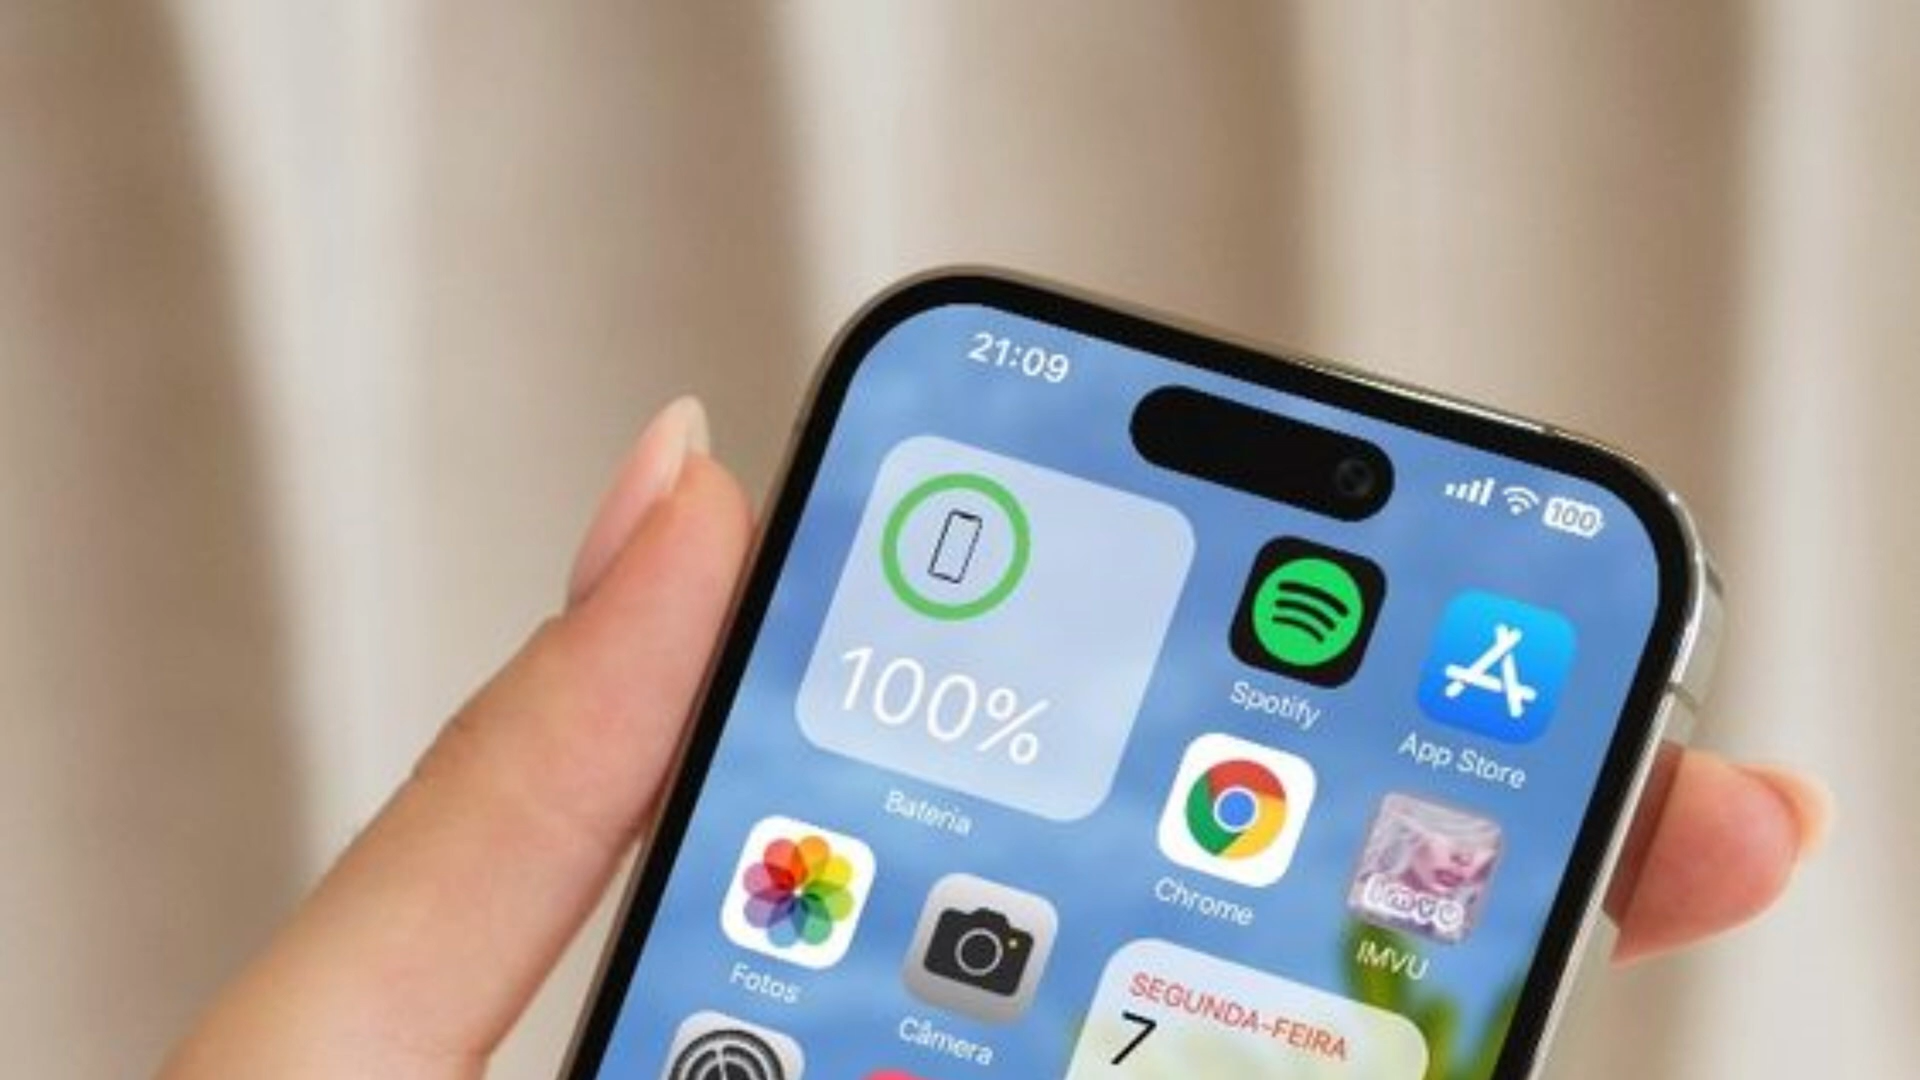 21:09
100
100%
Bateria
Spotify
App Store
Chrome
IMVU
Fotos
Câmera
SEGUNDA-FEIRA
7